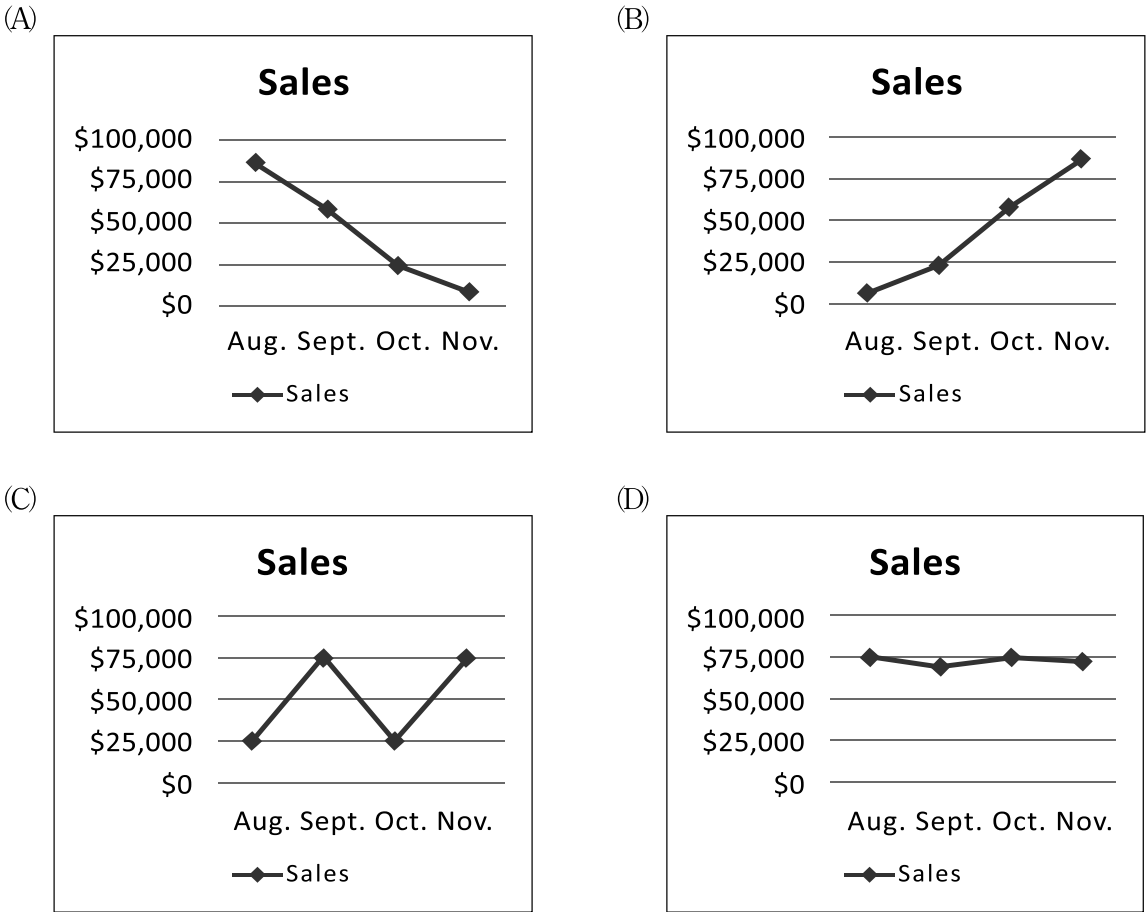 (A)
Sales
$100,000
$75,000
$50,000
$25,000
$0
Aug. Sept. Oct. Nov.
Sales
(B)
Sales
$100,000
$75,000
$50,000
$25,000
$0
Aug. Sept. Oct. Nov.
Sales
(C)
Sales
$100,000
$75,000
$50,000
$25,000
$0
Aug. Sept. Oct. Nov.
Sales
(D)
Sales
$100,000
$75,000
$50,000
$25,000
$0
Aug. Sept. Oct. Nov.
Sales